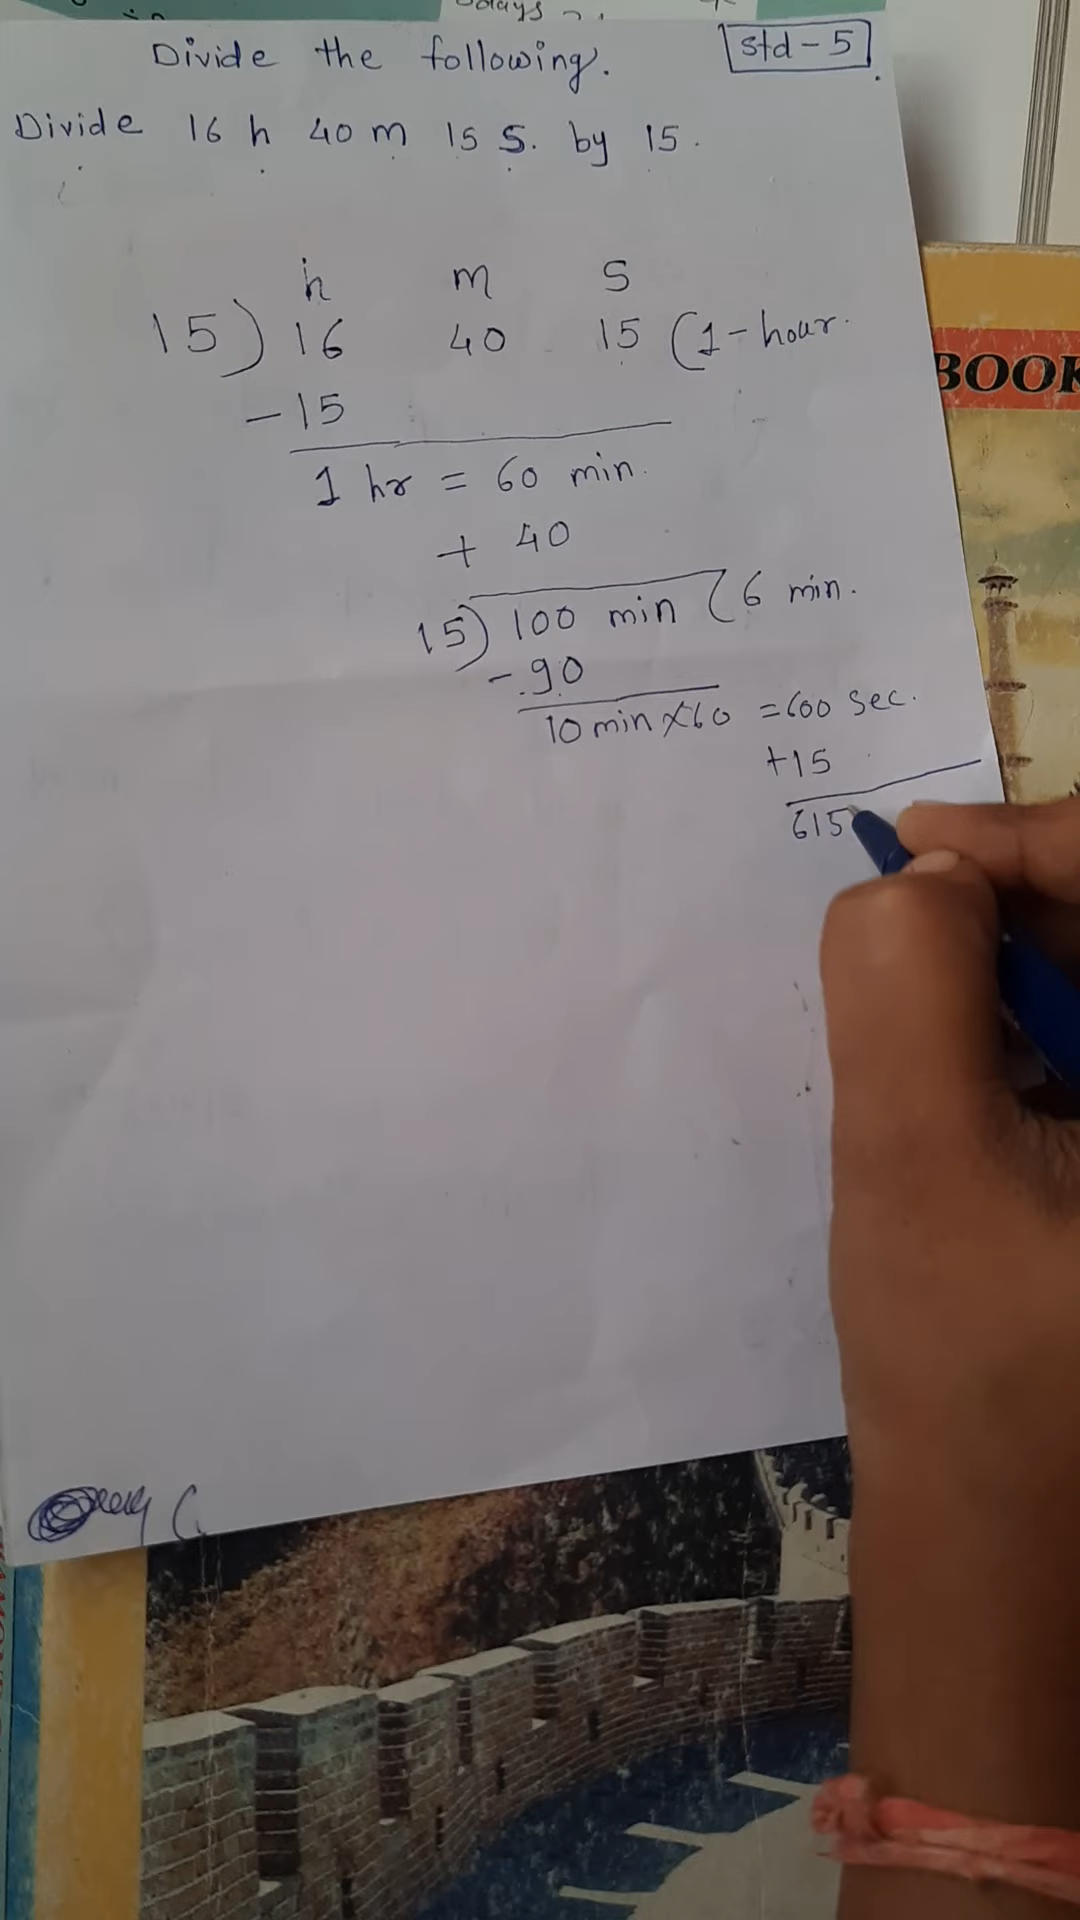 Divide the following.
std-5
Divide 16 h 40 m 15 s. by 15.
h m s
15) 16 40 15 (1-hour.
-15
1 hr = 60 min.
+ 40
15) 100 min (6 min.
-90
10 min × 60 = 600 sec.
+15
615
BOOK